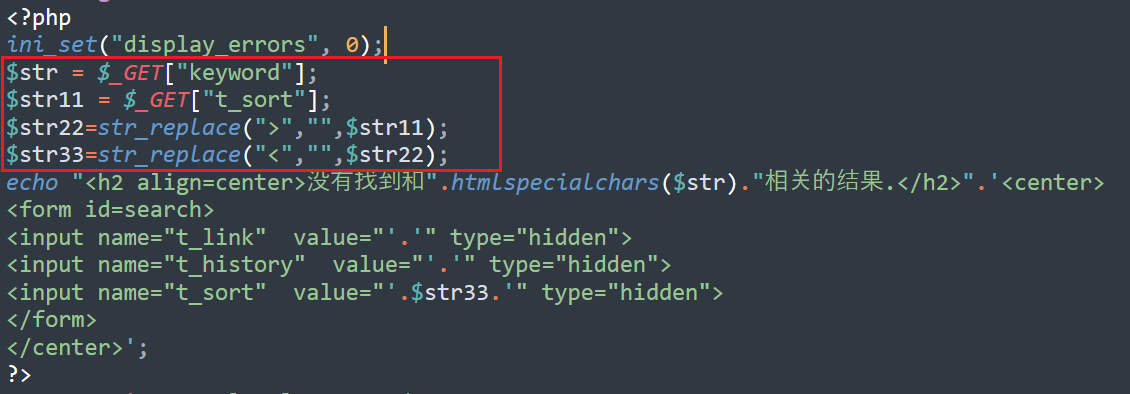 <?php
ini_set("display_errors", 0);
$str = $_GET["keyword"];
$str11 = $_GET["t_sort"];
$str22=str_replace(">","",$str11);
$str33=str_replace("<","",$str22);
echo "<h2 align=center>没有找到和".htmlspecialchars($str)."相关的结果.</h2>".'<center>
<form id=search>
<input name="t_link"  value="'.'" type="hidden">
<input name="t_history"  value="'.'" type="hidden">
<input name="t_sort"  value="'.$str33.'" type="hidden">
</form>
</center>';
?>